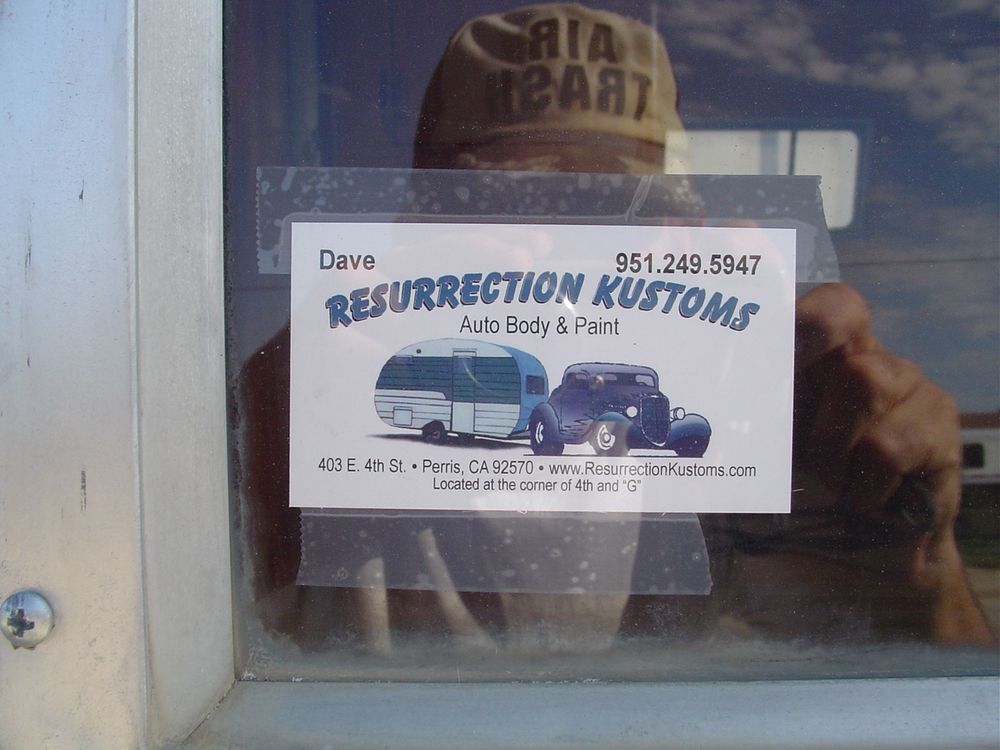 AIR
TRASH
Dave 951.249.5947
RESURRECTION KUSTOMS
Auto Body & Paint
403 E. 4th St. • Perris, CA 92570 • www.ResurrectionKustoms.com
Located at the corner of 4th and “G”